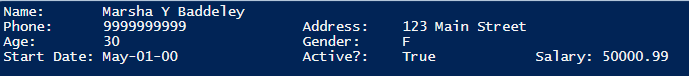 Name: Marsha Y Baddeley
Phone: 9999999999 Address: 123 Main Street
Age: 30 Gender: F
Start Date: May-01-00 Active?: True Salary: 50000.99